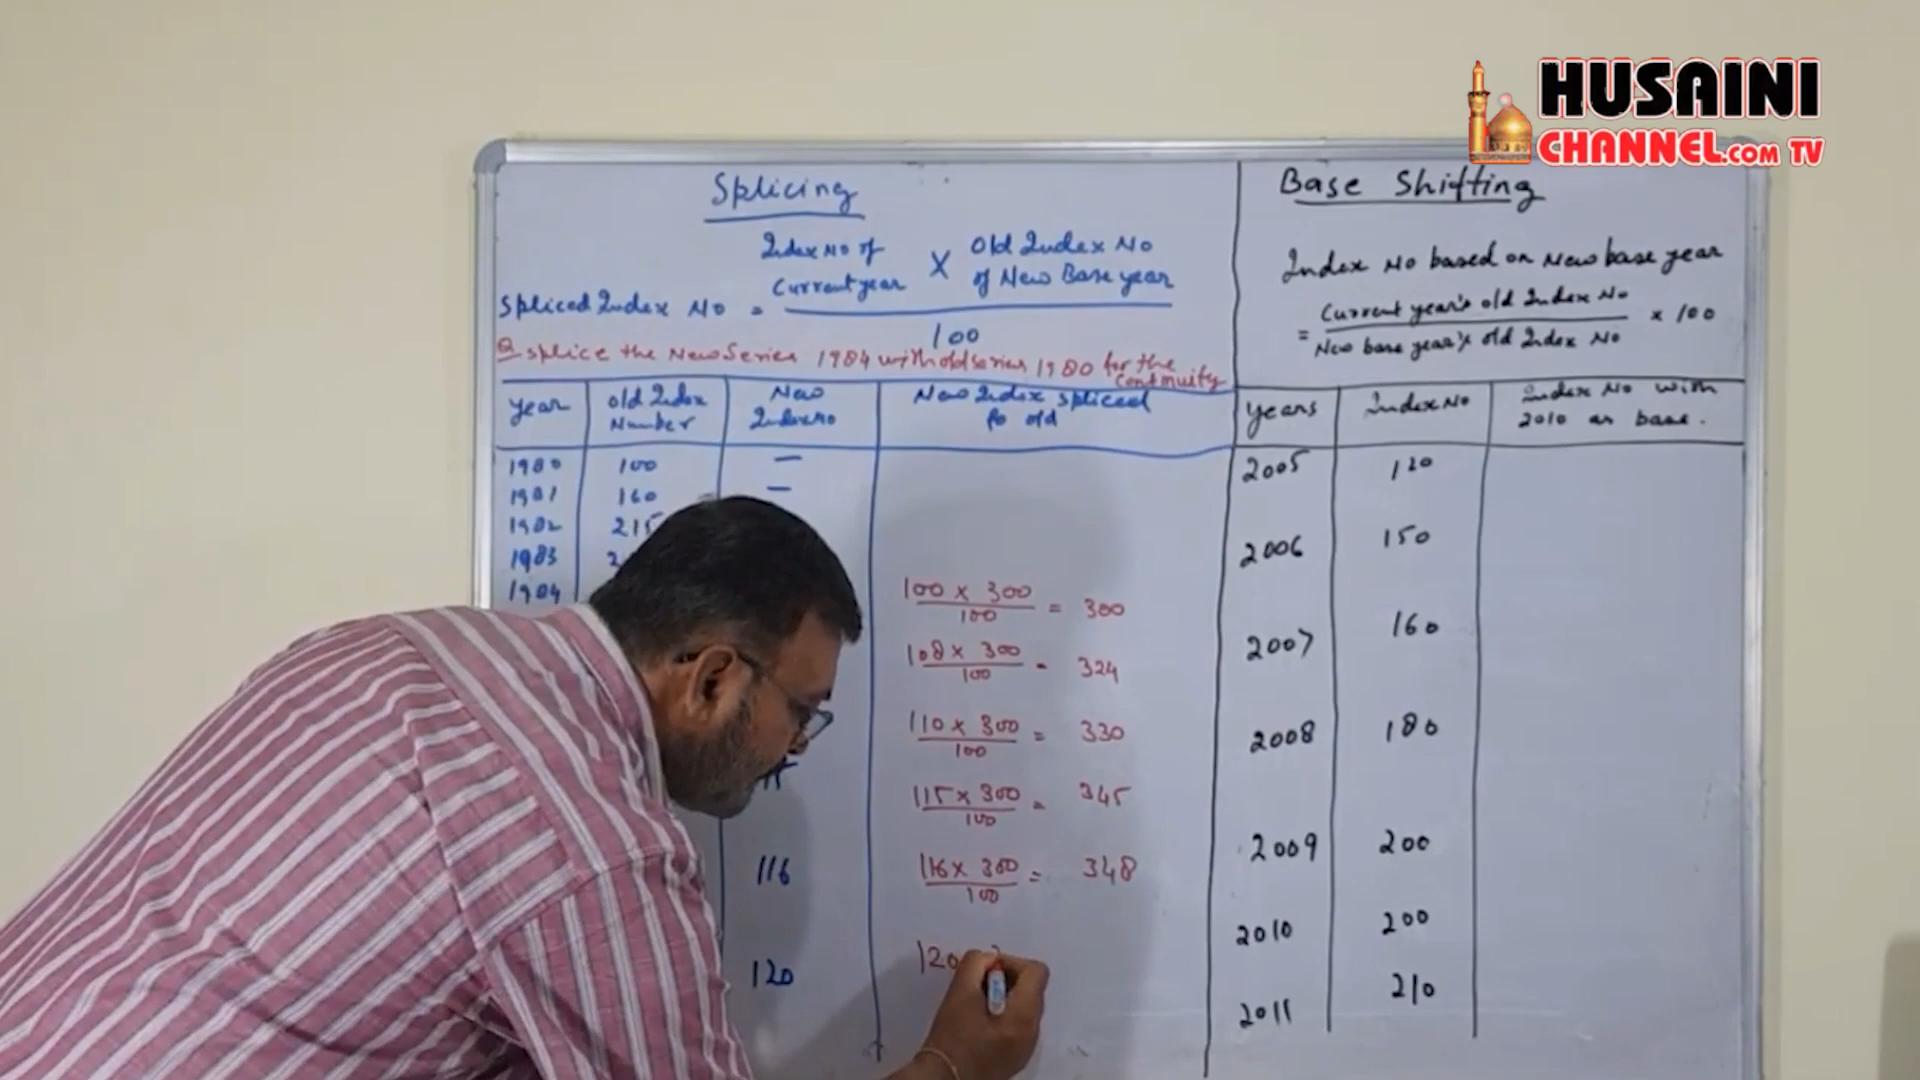 HUSAINI
CHANNEL.com TV
Splicing
Spliced Index No = Index No of Current year X Old Index No of New Base year
100
Q splice the New Series 1984 with old series 1980 for the Continuity
year
old Index Number
New Index no
New Index spliced to old
1980 100 —
1981 160 —
1982 215
1983 2
1984
100 x 300 / 100 = 300
108 x 300 / 100 = 324
110 x 300 / 100 = 330
115 x 300 / 100 = 345
116 116 x 300 / 100 = 348
120 120
Base Shifting
Index No based on New base year
= Current year's old Index No / New base year's old Index No x 100
years
Index No
Index No with 2010 as base.
2005 120
2006 150
2007 160
2008 180
2009 200
2010 200
2011 210